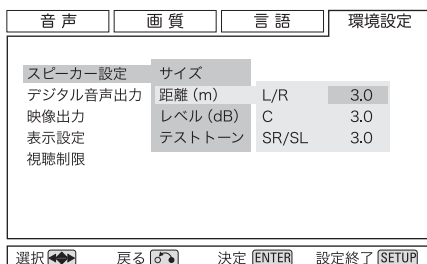 音声 画質 言語 環境設定
スピーカー設定 サイズ
デジタル音声出力 距離(m) L/R 3.0
映像出力 レベル(dB) C 3.0
表示設定 テストトーン SR/SL 3.0
視聴制限
選択 戻る 決定 ENTER 設定終了 SETUP